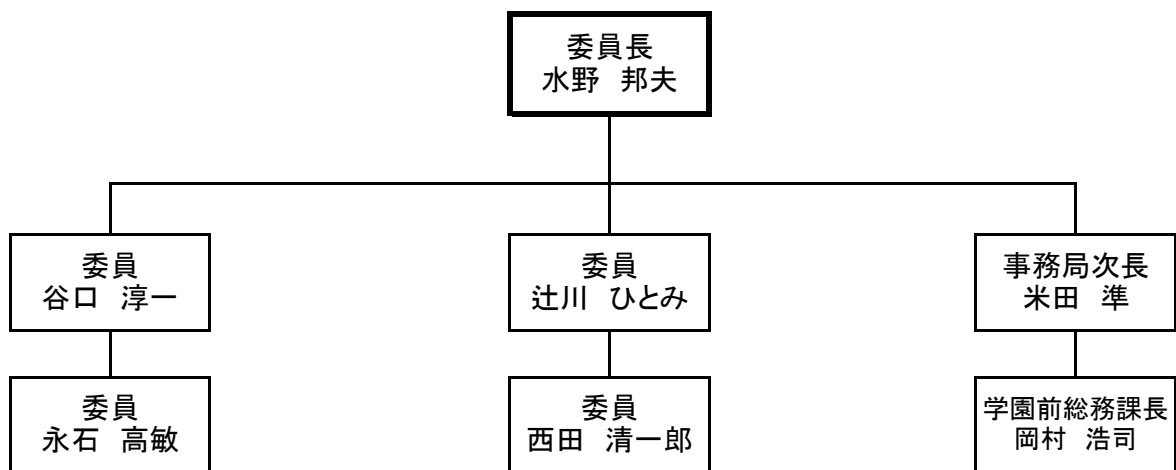 委員長
水野　邦夫
委員
谷口　淳一
委員
辻川　ひとみ
事務局次長
米田　準
委員
永石　高敏
委員
西田　清一郎
学園前総務課長
岡村　浩司